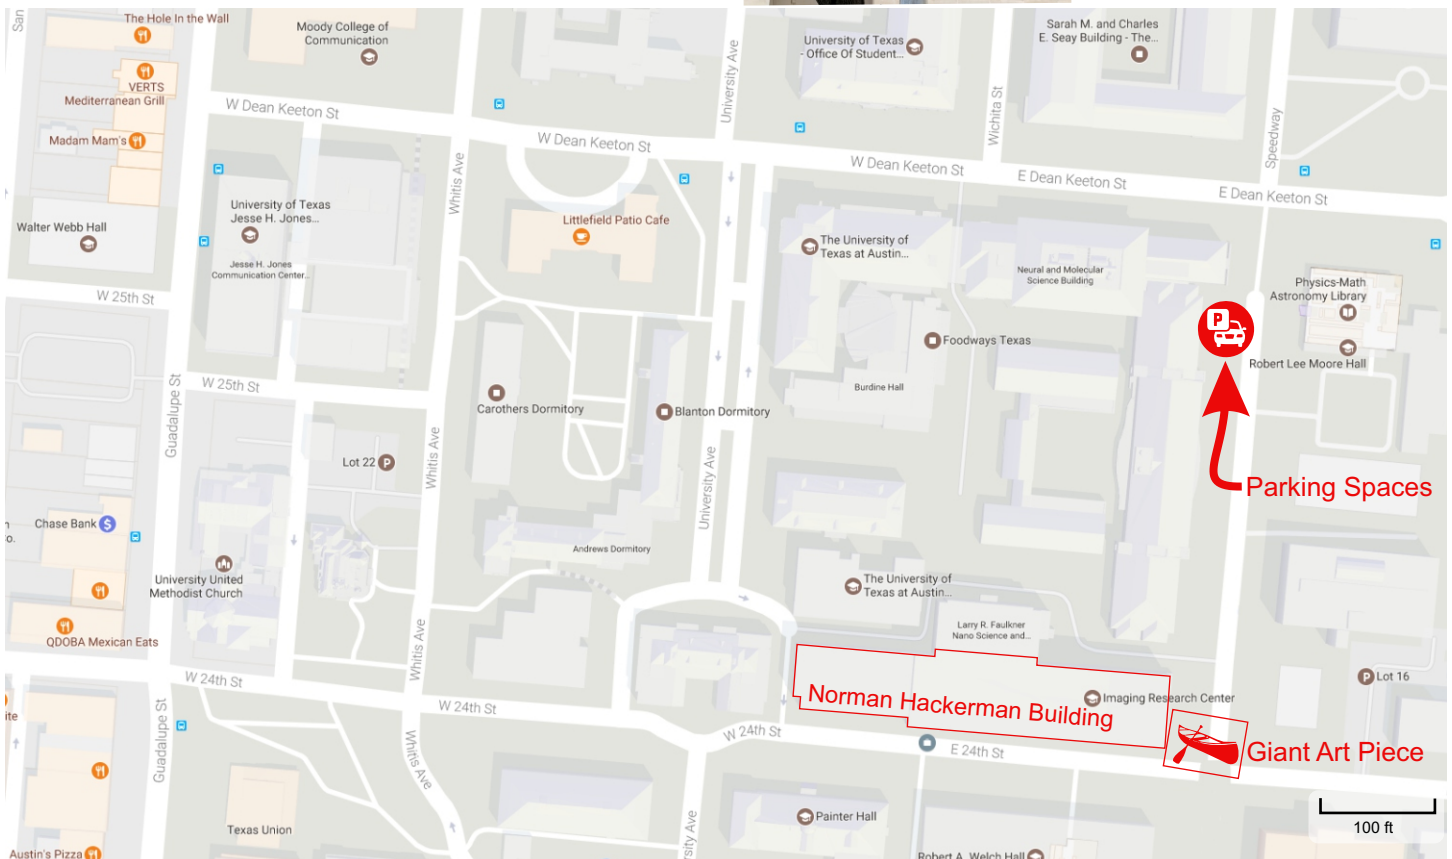 San
The Hole In the Wall
Moody College of
Communication
University Ave
University of Texas
- Office Of Student...
Sarah M. and Charles
E. Seay Building - The...
VERTS
Mediterranean Grill
W Dean Keeton St
Wichita St
Speedway
Madam Mam's
W Dean Keeton St
W Dean Keeton St
E Dean Keeton St
E Dean Keeton St
Whitis Ave
University of Texas
Jesse H. Jones...
Walter Webb Hall
Littlefield Patio Cafe
The University of
Texas at Austin...
Jesse H. Jones
Communication Center...
Neural and Molecular
Science Building
Physics-Math
Astronomy Library
W 25th St
P
Foodways Texas
Robert Lee Moore Hall
W 25th St
Burdine Hall
Guadalupe St
Carothers Dormitory
Blanton Dormitory
Whitis Ave
Lot 22 P
University Ave
Parking Spaces
Chase Bank $
Co.
Andrews Dormitory
University United
Methodist Church
The University of
Texas at Austin...
Larry R. Faulkner
Nano Science and...
QDOBA Mexican Eats
Whitis Ave
W 24th St
P Lot 16
Norman Hackerman Building
Imaging Research Center
W 24th St
W 24th St
E 24th St
Giant Art Piece
Guadalupe St
Whitis Ave
100 ft
Texas Union
Painter Hall
sity Ave
Austin's Pizza
Robert A. Welch Hall